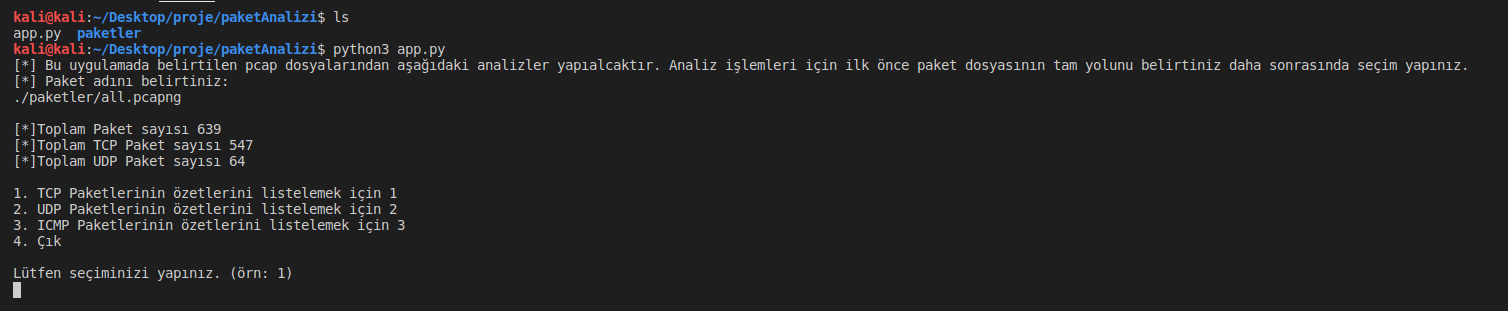 kali@kali:~/Desktop/proje/paketAnalizi$ ls
app.py  paketler
kali@kali:~/Desktop/proje/paketAnalizi$ python3 app.py
[*] Bu uygulamada belirtilen pcap dosyalarından aşağıdaki analizler yapıalcaktır. Analiz işlemleri için ilk önce paket dosyasının tam yolunu belirtiniz daha sonrasında seçim yapınız.
[*] Paket adını belirtiniz:
./paketler/all.pcapng
[*]Toplam Paket sayısı 639
[*]Toplam TCP Paket sayısı 547
[*]Toplam UDP Paket sayısı 64
1. TCP Paketlerinin özetlerini listelemek için 1
2. UDP Paketlerinin özetlerini listelemek için 2
3. ICMP Paketlerinin özetlerini listelemek için 3
4. Çık
Lütfen seçiminizi yapınız. (örn: 1)